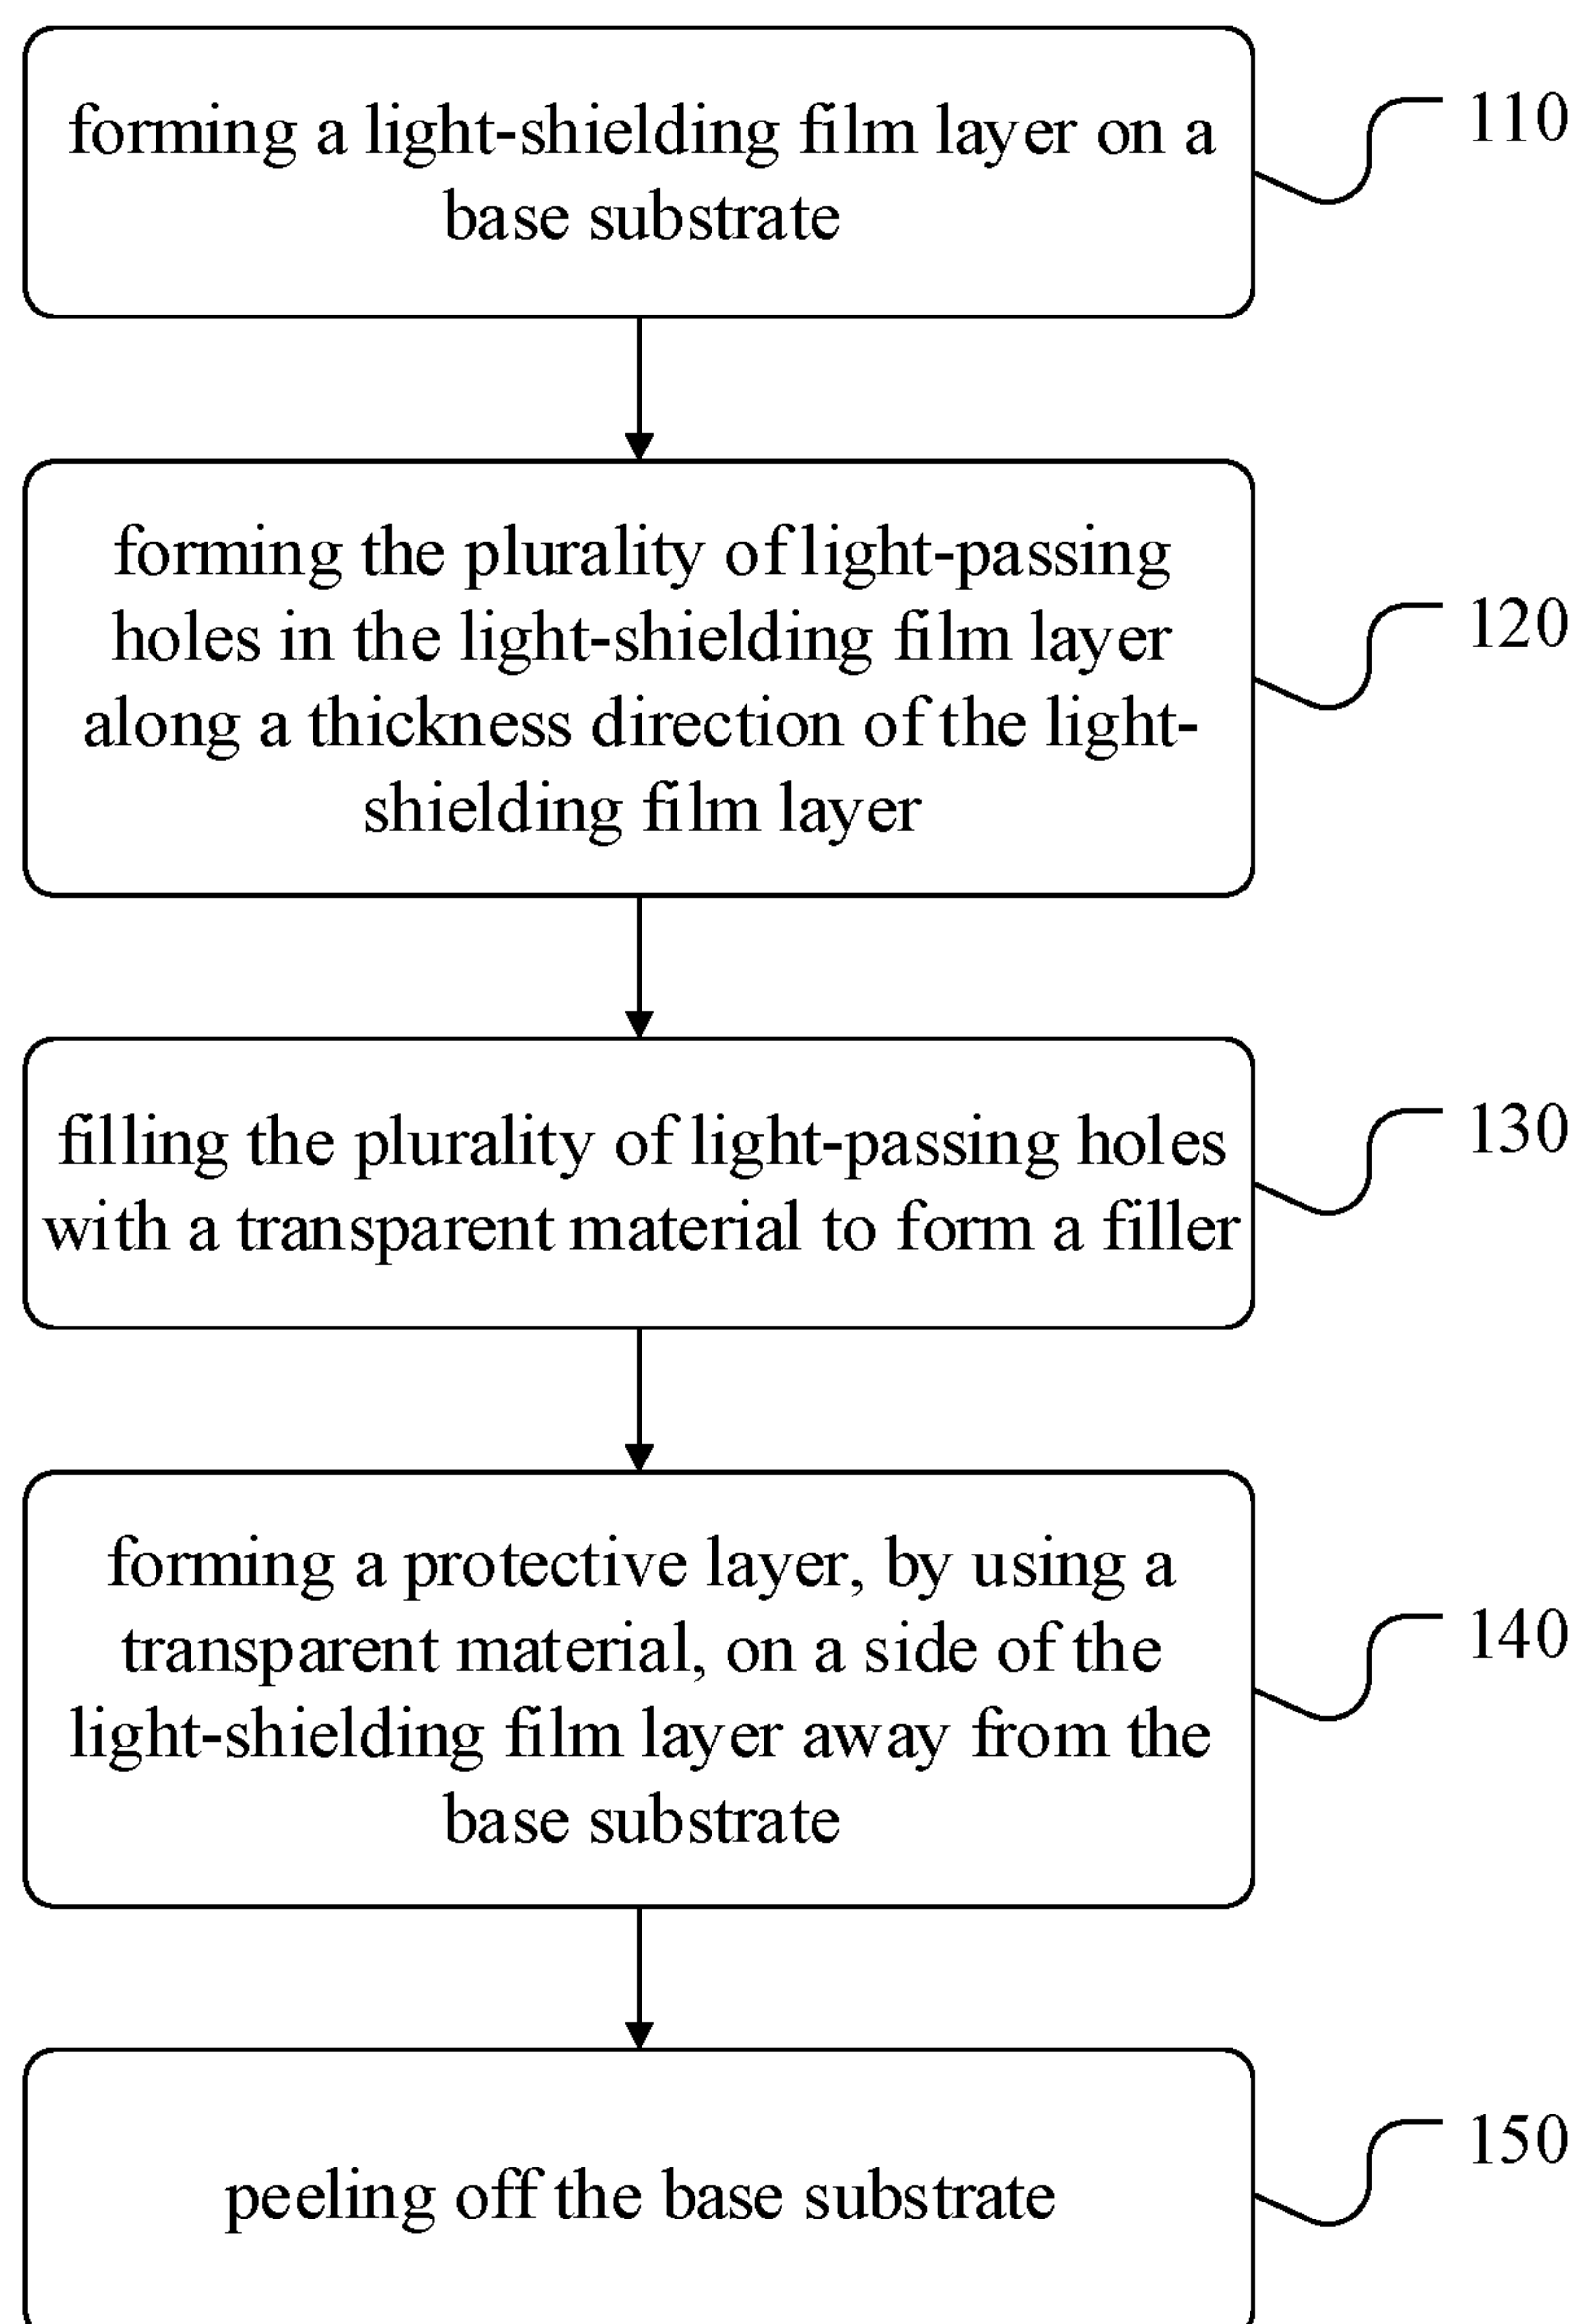 forming a light-shielding film layer on a
base substrate
110
forming the plurality of light-passing
holes in the light-shielding film layer
along a thickness direction of the light-
shielding film layer
120
filling the plurality of light-passing holes
with a transparent material to form a filler
130
forming a protective layer, by using a
transparent material, on a side of the
light-shielding film layer away from the
base substrate
140
peeling off the base substrate
150